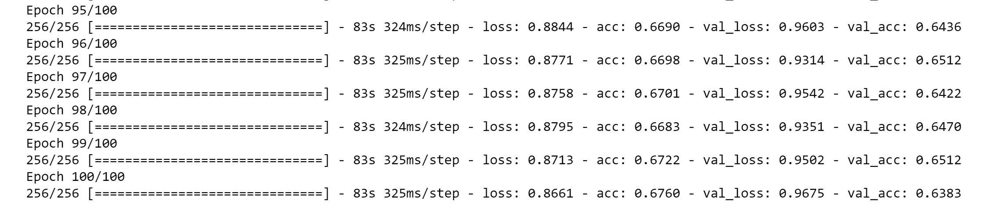 Epoch 95/100
256/256 [==============================] - 83s 324ms/step - loss: 0.8844 - acc: 0.6690 - val_loss: 0.9603 - val_acc: 0.6436
Epoch 96/100
256/256 [==============================] - 83s 325ms/step - loss: 0.8771 - acc: 0.6698 - val_loss: 0.9314 - val_acc: 0.6512
Epoch 97/100
256/256 [==============================] - 83s 325ms/step - loss: 0.8758 - acc: 0.6701 - val_loss: 0.9542 - val_acc: 0.6422
Epoch 98/100
256/256 [==============================] - 83s 324ms/step - loss: 0.8795 - acc: 0.6683 - val_loss: 0.9351 - val_acc: 0.6470
Epoch 99/100
256/256 [==============================] - 83s 325ms/step - loss: 0.8713 - acc: 0.6722 - val_loss: 0.9502 - val_acc: 0.6512
Epoch 100/100
256/256 [==============================] - 83s 325ms/step - loss: 0.8661 - acc: 0.6760 - val_loss: 0.9675 - val_acc: 0.6383